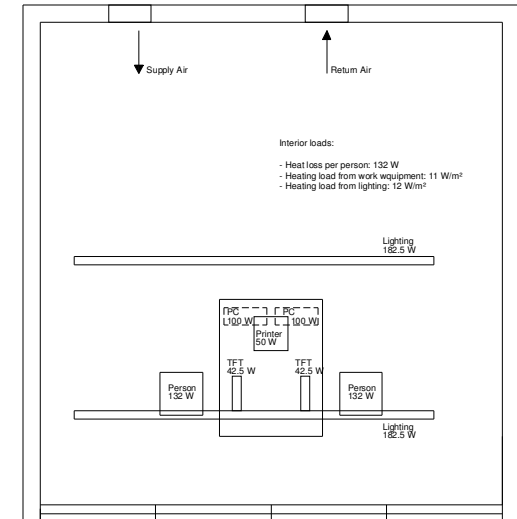 Supply Air
Return Air
Interior loads:
- Heat loss per person: 132 W
- Heating load from work wquipment: 11 W/m²
- Heating load from lighting: 12 W/m²
Lighting
182.5 W
PC
100 W
PC
100 W
Printer
50 W
TFT
42.5 W
TFT
42.5 W
Person
132 W
Person
132 W
Lighting
182.5 W